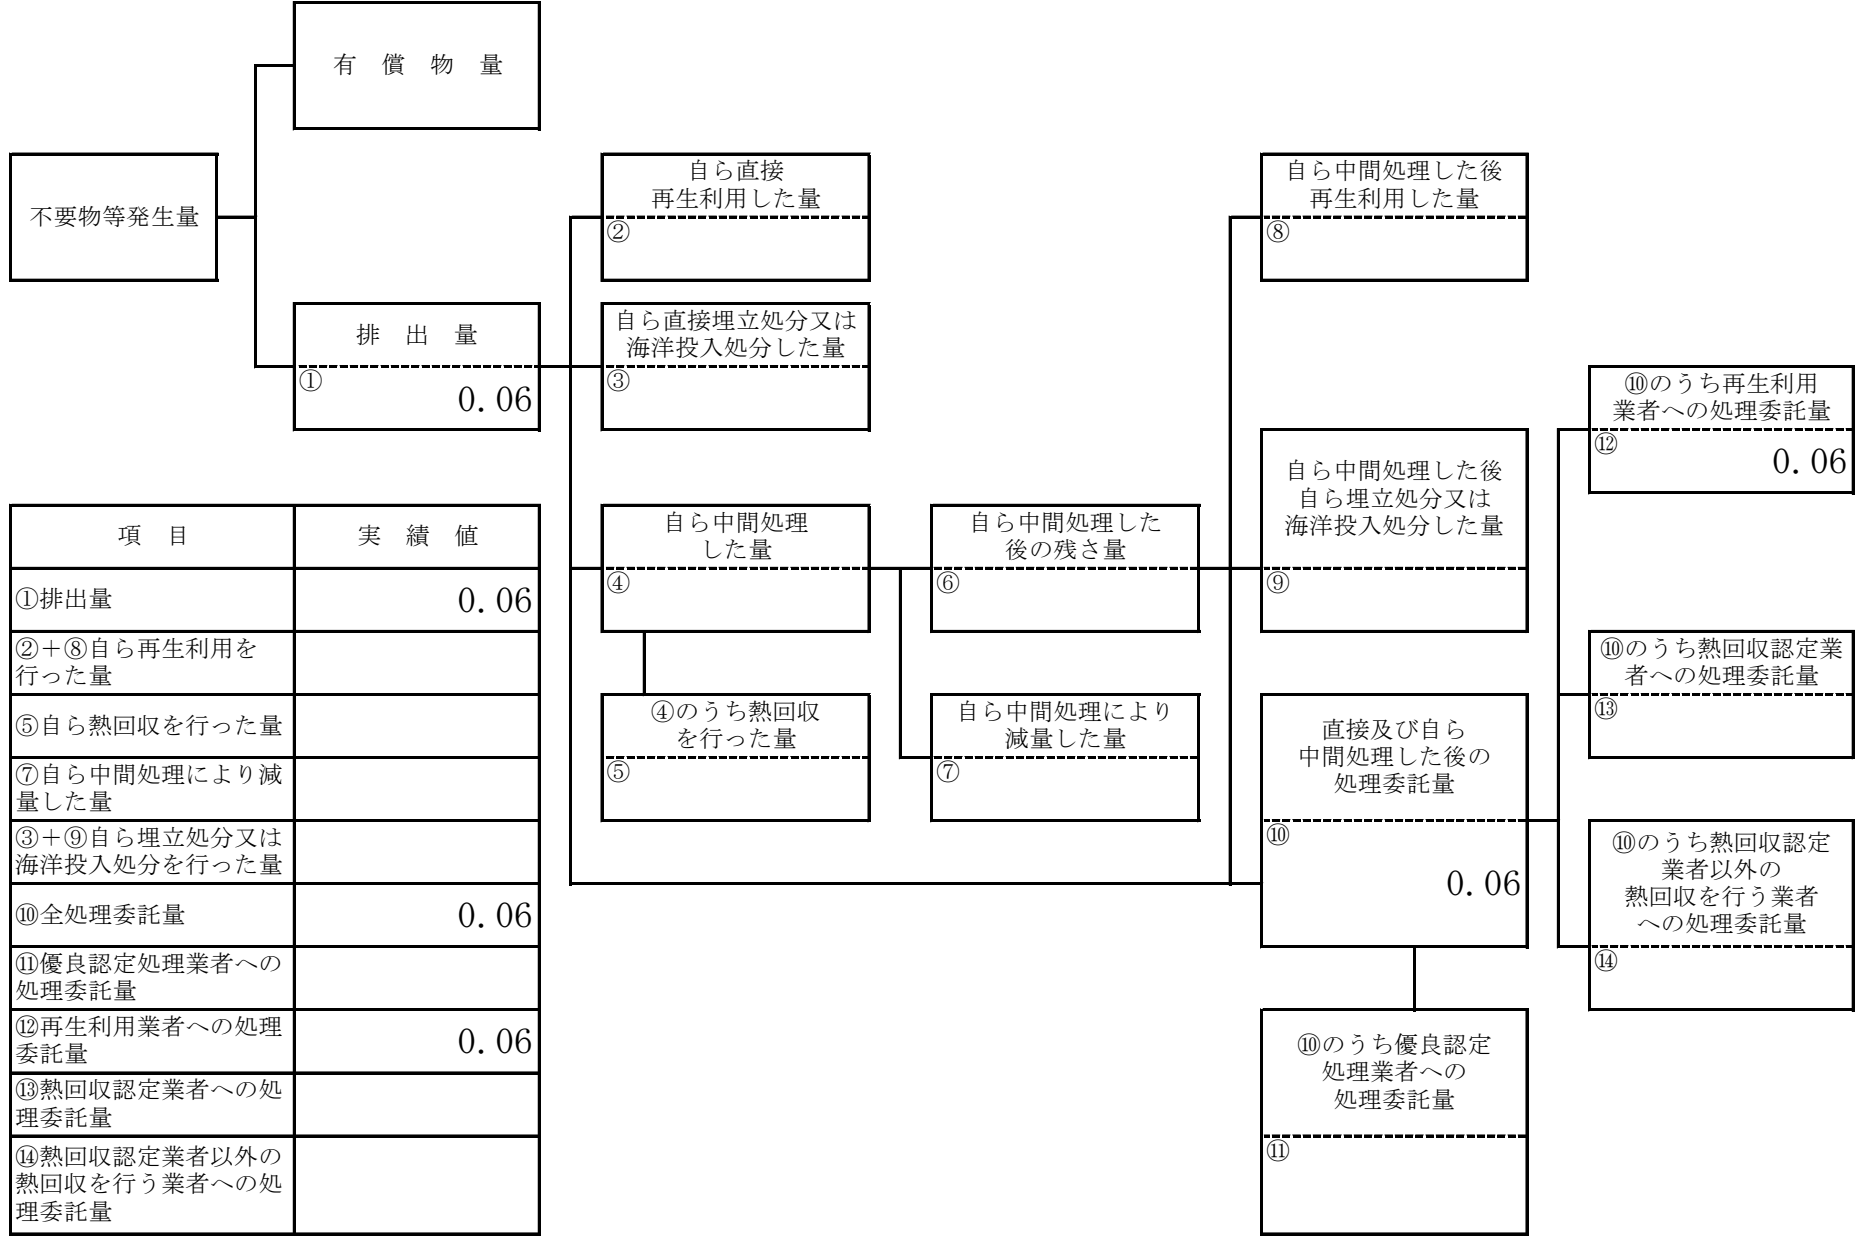 有　償　物　量
不要物等発生量
排　出　量
①
0.06
自ら直接
再生利用した量
②
自ら直接埋立処分又は
海洋投入処分した量
③
自ら中間処理
した量
④
④のうち熱回収
を行った量
⑤
自ら中間処理した
後の残さ量
⑥
自ら中間処理により
減量した量
⑦
自ら中間処理した後
再生利用した量
⑧
自ら中間処理した後
自ら埋立処分又は
海洋投入処分した量
⑨
直接及び自ら
中間処理した後の
処理委託量
⑩
0.06
⑩のうち優良認定
処理業者への
処理委託量
⑪
⑩のうち再生利用
業者への処理委託量
⑫
0.06
⑩のうち熱回収認定業
者への処理委託量
⑬
⑩のうち熱回収認定
業者以外の
熱回収を行う業者
への処理委託量
⑭
項　目
実　績　値
①排出量
0.06
②＋⑧自ら再生利用を
行った量
⑤自ら熱回収を行った量
⑦自ら中間処理により減
量した量
③＋⑨自ら埋立処分又は
海洋投入処分を行った量
⑩全処理委託量
0.06
⑪優良認定処理業者への
処理委託量
⑫再生利用業者への処理
委託量
0.06
⑬熱回収認定業者への処
理委託量
⑭熱回収認定業者以外の
熱回収を行う業者への処
理委託量